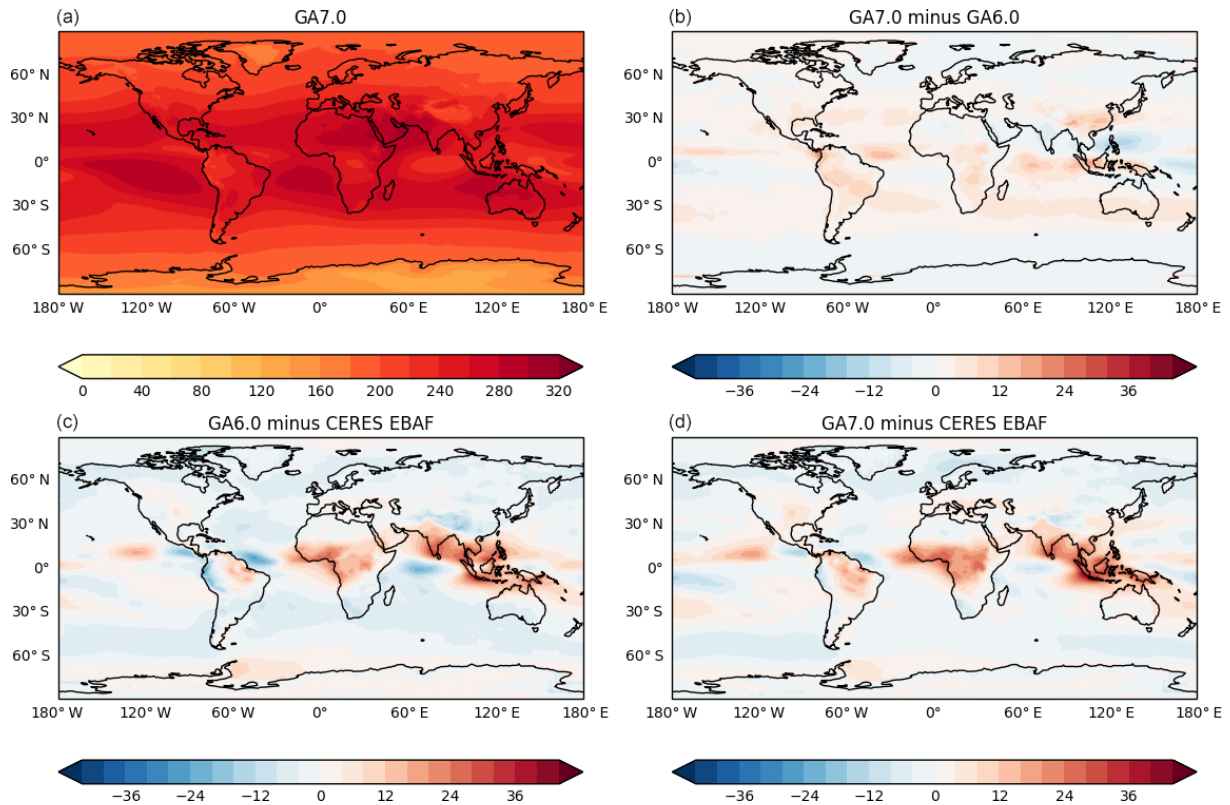 (a) GA7.0
60° N
30° N
0°
30° S
60° S
180° W 120° W 60° W 0° 60° E 120° E 180° E
0 40 80 120 160 200 240 280 320
(b) GA7.0 minus GA6.0
60° N
30° N
0°
30° S
60° S
180° W 120° W 60° W 0° 60° E 120° E 180° E
−36 −24 −12 0 12 24 36
(c) GA6.0 minus CERES EBAF
60° N
30° N
0°
30° S
60° S
180° W 120° W 60° W 0° 60° E 120° E 180° E
−36 −24 −12 0 12 24 36
(d) GA7.0 minus CERES EBAF
60° N
30° N
0°
30° S
60° S
180° W 120° W 60° W 0° 60° E 120° E 180° E
−36 −24 −12 0 12 24 36